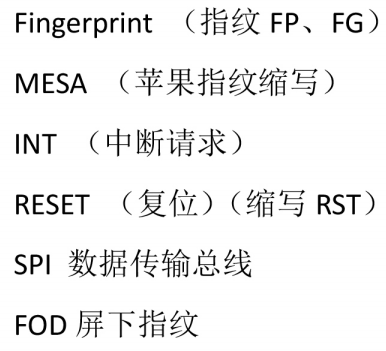 Fingerprint （指纹 FP、FG）
MESA （苹果指纹缩写）
INT （中断请求）
RESET （复位）（缩写 RST）
SPI 数据传输总线
FOD 屏下指纹